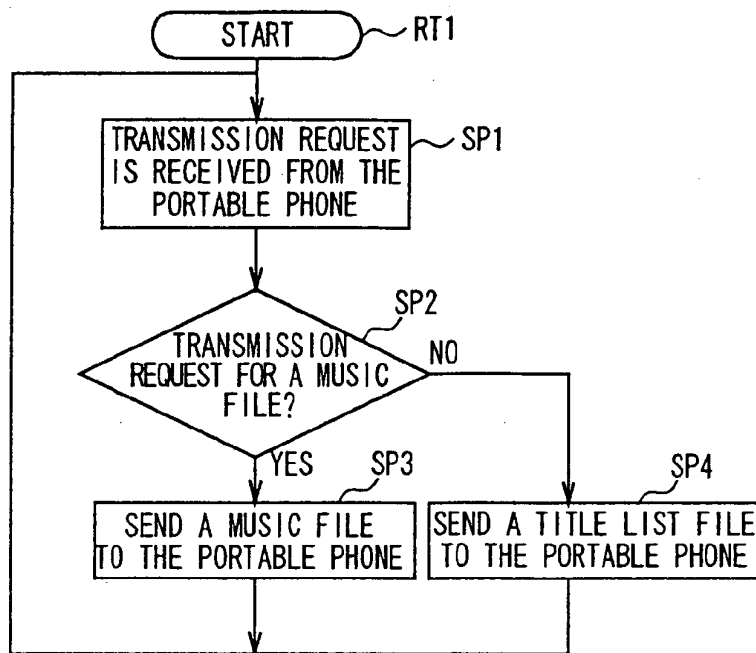 START
RT1
TRANSMISSION REQUEST
IS RECEIVED FROM THE
PORTABLE PHONE
SP1
TRANSMISSION
REQUEST FOR A MUSIC
FILE?
SP2
NO
YES
SEND A MUSIC FILE
TO THE PORTABLE PHONE
SP3
SEND A TITLE LIST FILE
TO THE PORTABLE PHONE
SP4